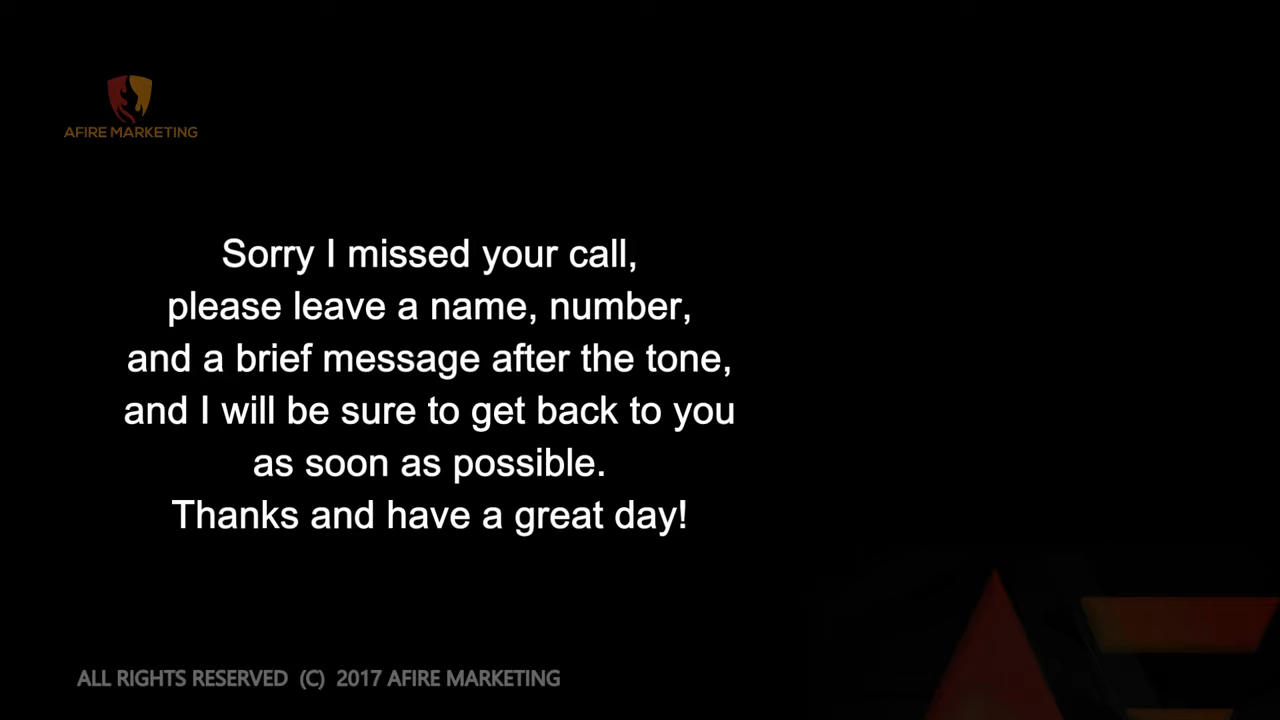 AFIRE MARKETING
Sorry I missed your call,
please leave a name, number,
and a brief message after the tone,
and I will be sure to get back to you
as soon as possible.
Thanks and have a great day!
ALL RIGHTS RESERVED (C) 2017 AFIRE MARKETING